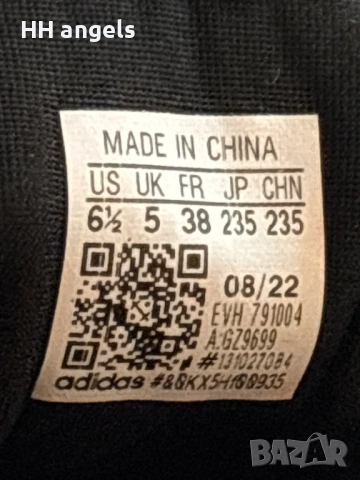 HH angels
MADE IN CHINA
US UK FR JP CHN
6½ 5 38 235 235
08/22
EVH 791004
A:GZ9699
#131027084
adidas #&0KX5Hf00935
BAZAR